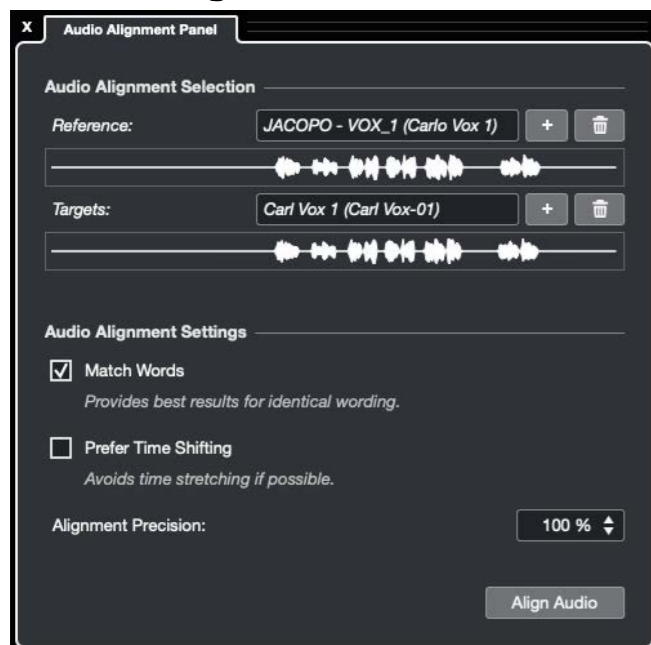 x Audio Alignment Panel
Audio Alignment Selection
Reference: JACOPO - VOX_1 (Carlo Vox 1) +
Targets: Carl Vox 1 (Carl Vox-01) +
Audio Alignment Settings
Match Words
Provides best results for identical wording.
Prefer Time Shifting
Avoids time stretching if possible.
Alignment Precision: 100 %
Align Audio